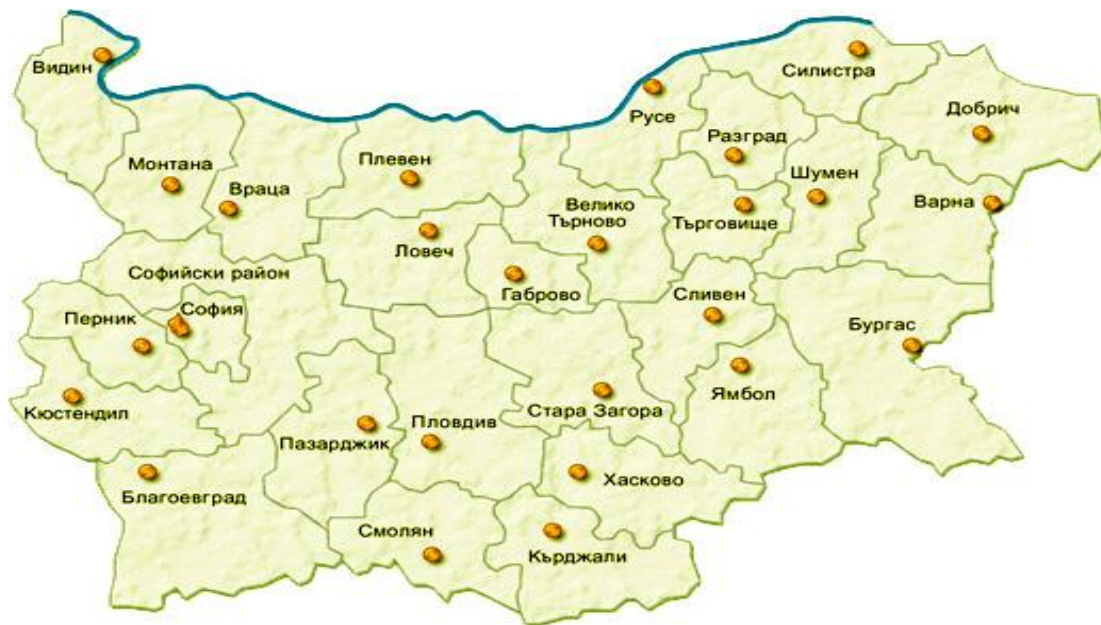 Видин
Силистра
Русе
Добрич
Разград
Плевен
Монтана
Шумен
Враца
Велико
Търново
Търговище
Варна
Ловеч
Софийски район
Габрово
Сливен
София
Перник
Бургас
Ямбол
Кюстендил
Стара Загора
Пловдив
Пазарджик
Хасково
Благоевград
Смолян
Кърджали